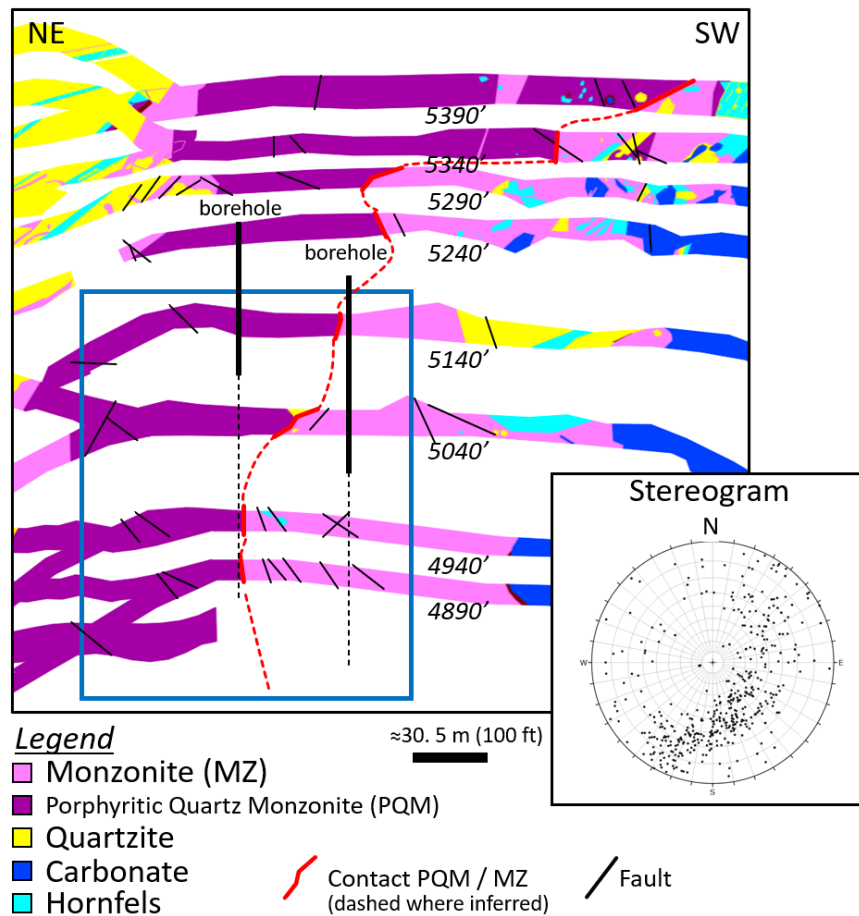 NE
SW
5390’
5340’
5290’
borehole
5240’
borehole
5140’
5040’
4940’
4890’
Stereogram
N
W
E
S
≈30. 5 m (100 ft)
Legend
Monzonite (MZ)
Porphyritic Quartz Monzonite (PQM)
Quartzite
Carbonate
Hornfels
Contact PQM / MZ
(dashed where inferred)
Fault